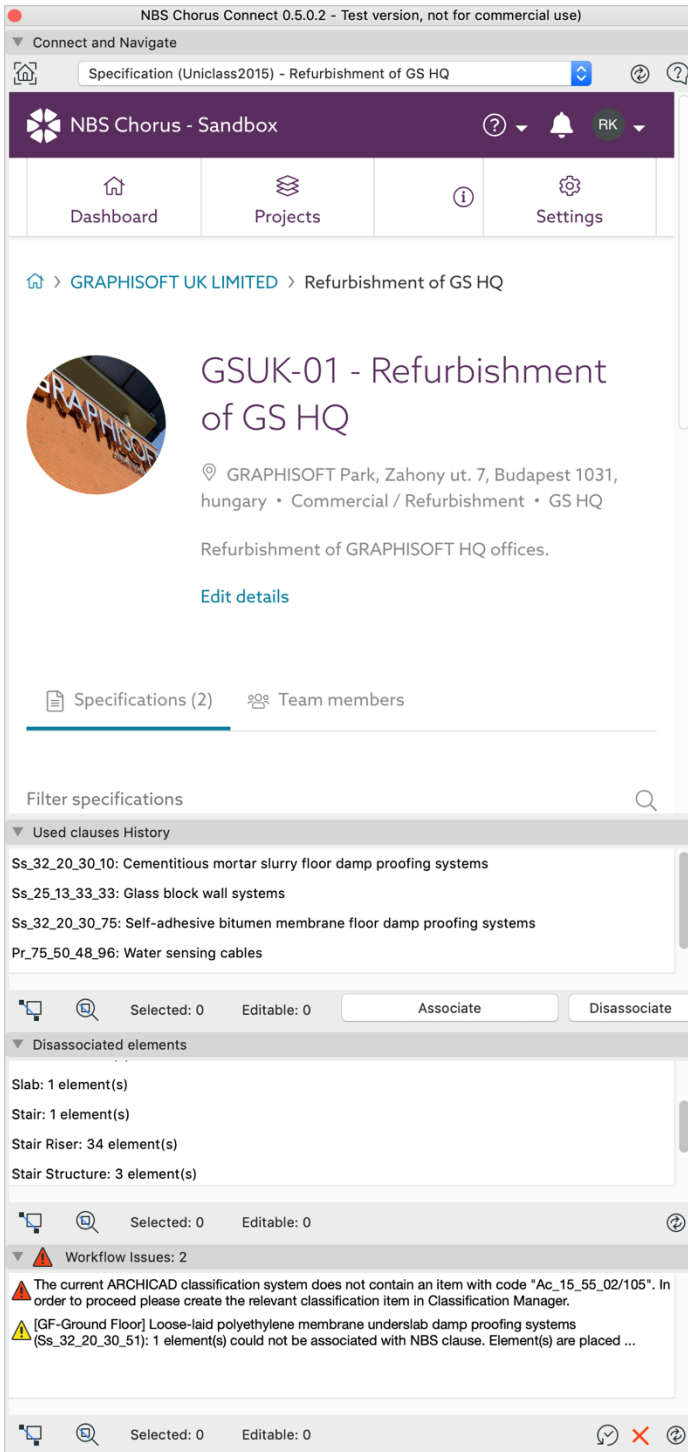 NBS Chorus Connect 0.5.0.2 - Test version, not for commercial use)
Connect and Navigate
Specification (Uniclass2015) - Refurbishment of GS HQ
NBS Chorus - Sandbox
RK
Dashboard
Projects
Settings
GRAPHISOFT UK LIMITED > Refurbishment of GS HQ
GRAPHISOFT
GSUK-01 - Refurbishment
of GS HQ
GRAPHISOFT Park, Zahony ut. 7, Budapest 1031,
hungary • Commercial / Refurbishment • GS HQ
Refurbishment of GRAPHISOFT HQ offices.
Edit details
Specifications (2)
Team members
Filter specifications
Used clauses History
Ss_32_20_30_10: Cementitious mortar slurry floor damp proofing systems
Ss_25_13_33_33: Glass block wall systems
Ss_32_20_30_75: Self-adhesive bitumen membrane floor damp proofing systems
Pr_75_50_48_96: Water sensing cables
Selected: 0
Editable: 0
Associate
Disassociate
Disassociated elements
Slab: 1 element(s)
Stair: 1 element(s)
Stair Riser: 34 element(s)
Stair Structure: 3 element(s)
Selected: 0
Editable: 0
Workflow Issues: 2
The current ARCHICAD classification system does not contain an item with code "Ac_15_55_02/105". In
order to proceed please create the relevant classification item in Classification Manager.
[GF-Ground Floor] Loose-laid polyethylene membrane underslab damp proofing systems
(Ss_32_20_30_51): 1 element(s) could not be associated with NBS clause. Element(s) are placed ...
Selected: 0
Editable: 0